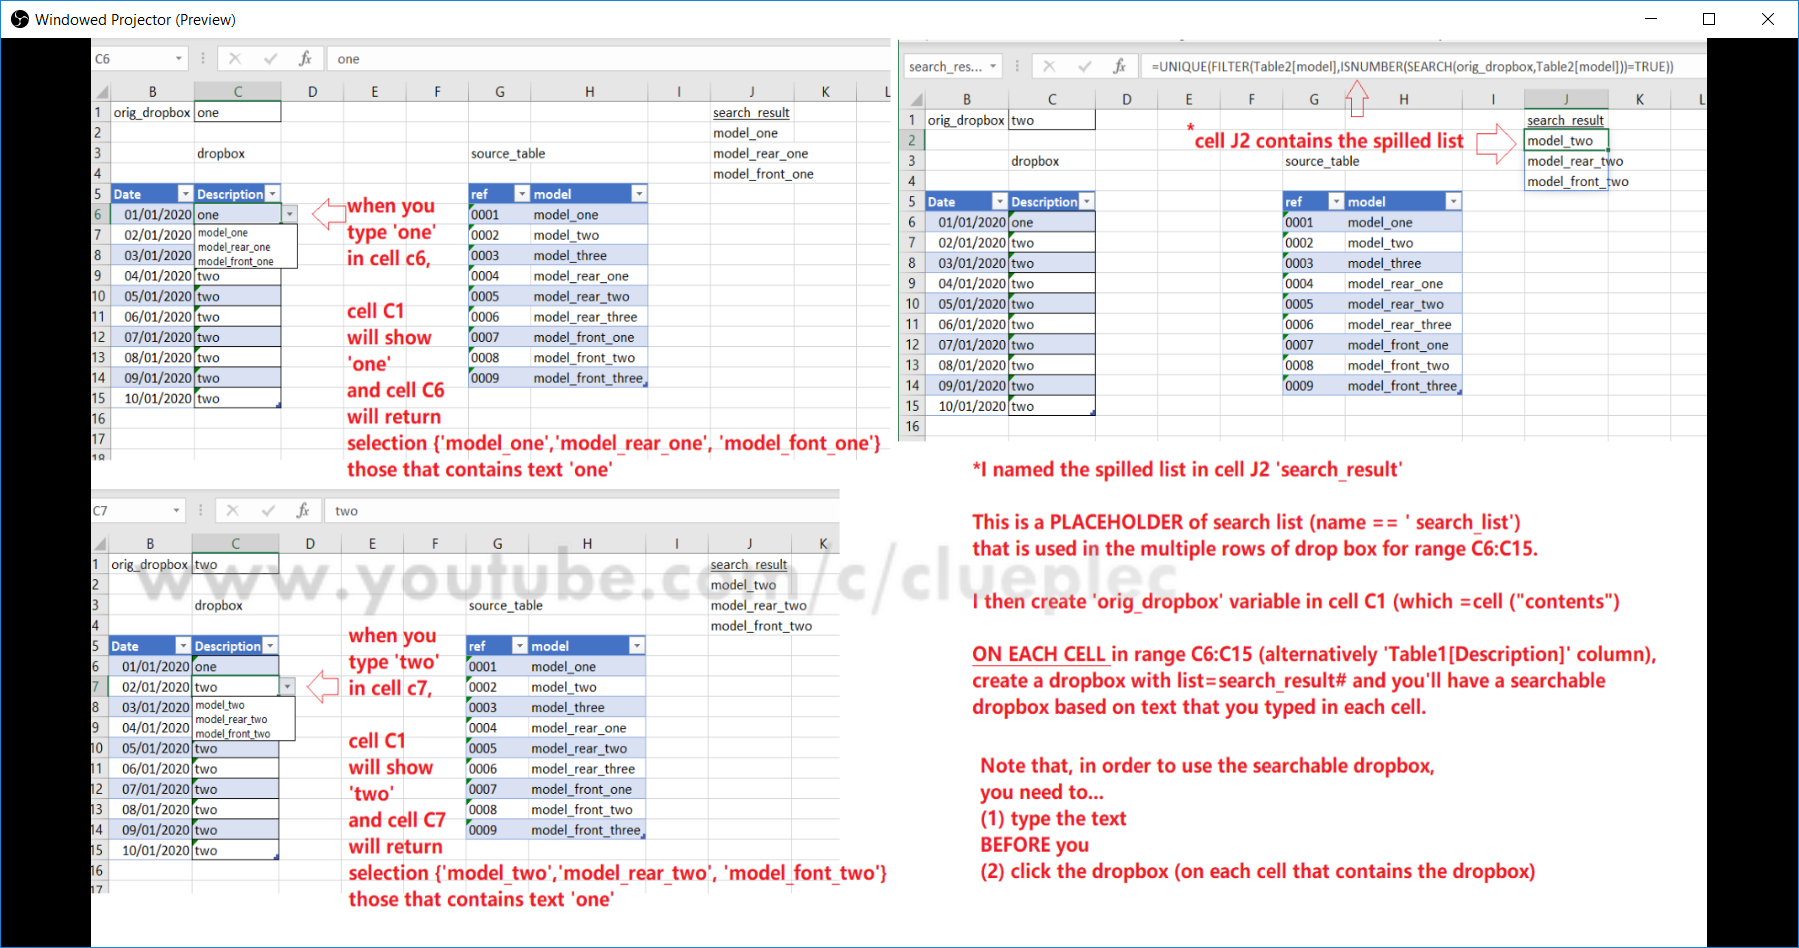 Windowed Projector (Preview)
C6 fx one
B C D E F G H I J K L
1 orig_dropbox one search_result
2 model_one
3 dropbox source_table model_rear_one
4 model_front_one
5 Date Description ref model
6 01/01/2020 one 0001 model_one
7 02/01/2020 model_one 0002 model_two
model_rear_one
8 03/01/2020 model_front_one 0003 model_three
9 04/01/2020 two 0004 model_rear_one
10 05/01/2020 two 0005 model_rear_two
11 06/01/2020 two 0006 model_rear_three
12 07/01/2020 two 0007 model_front_one
13 08/01/2020 two 0008 model_front_two
14 09/01/2020 two 0009 model_front_three
15 10/01/2020 two
16
17
18
when you
type 'one'
in cell c6,
cell C1
will show
'one'
and cell C6
will return
selection {'model_one','model_rear_one', 'model_font_one'}
those that contains text 'one'
search_res... fx =UNIQUE(FILTER(Table2[model],ISNUMBER(SEARCH(orig_dropbox,Table2[model]))=TRUE))
B C D E F G H I J K L
1 orig_dropbox two search_result
2 model_two
3 dropbox source_table model_rear_two
4 model_front_two
5 Date Description ref model
6 01/01/2020 one 0001 model_one
7 02/01/2020 two 0002 model_two
8 03/01/2020 two 0003 model_three
9 04/01/2020 two 0004 model_rear_one
10 05/01/2020 two 0005 model_rear_two
11 06/01/2020 two 0006 model_rear_three
12 07/01/2020 two 0007 model_front_one
13 08/01/2020 two 0008 model_front_two
14 09/01/2020 two 0009 model_front_three
15 10/01/2020 two
16
*cell J2 contains the spilled list
C7 fx two
B C D E F G H I J K
1 orig_dropbox two search_result
2 model_two
3 dropbox source_table model_rear_two
4 model_front_two
5 Date Description ref model
6 01/01/2020 one 0001 model_one
7 02/01/2020 two 0002 model_two
8 03/01/2020 model_two 0003 model_three
model_rear_two
9 04/01/2020 model_front_two 0004 model_rear_one
10 05/01/2020 two 0005 model_rear_two
11 06/01/2020 two 0006 model_rear_three
12 07/01/2020 two 0007 model_front_one
13 08/01/2020 two 0008 model_front_two
14 09/01/2020 two 0009 model_front_three
15 10/01/2020 two
16
17
when you
type 'two'
in cell c7,
cell C1
will show
'two'
and cell C7
will return
selection {'model_two','model_rear_two', 'model_font_two'}
those that contains text 'one'
www.youtube.com/c/clueplec
*I named the spilled list in cell J2 'search_result'
This is a PLACEHOLDER of search list (name == ' search_list')
that is used in the multiple rows of drop box for range C6:C15.
I then create 'orig_dropbox' variable in cell C1 (which =cell ("contents")
ON EACH CELL in range C6:C15 (alternatively 'Table1[Description]' column),
create a dropbox with list=search_result# and you'll have a searchable
dropbox based on text that you typed in each cell.
Note that, in order to use the searchable dropbox,
you need to...
(1) type the text
BEFORE you
(2) click the dropbox (on each cell that contains the dropbox)